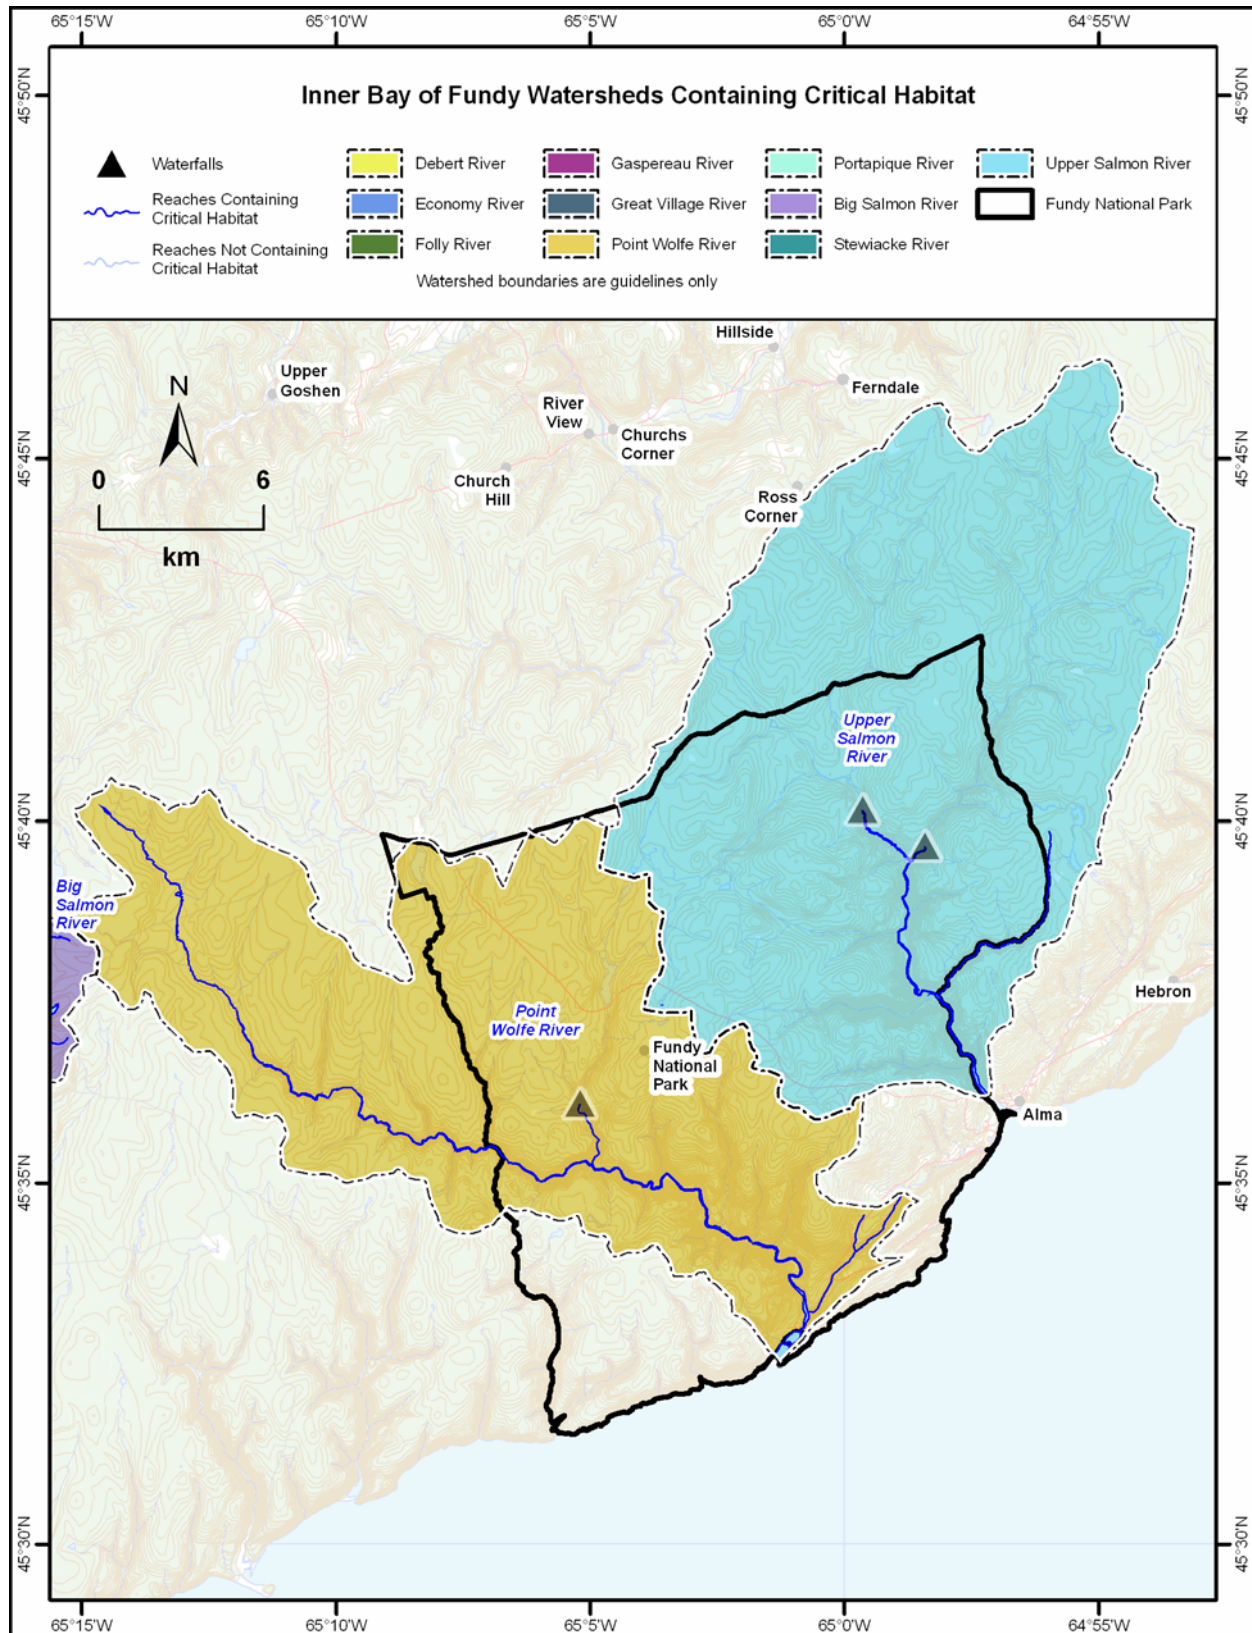 65°15'W 65°10'W 65°5'W 65°0'W 64°55'W
45°50'N
45°50'N
Inner Bay of Fundy Watersheds Containing Critical Habitat
Waterfalls
Reaches Containing
Critical Habitat
Reaches Not Containing
Critical Habitat
Debert River
Economy River
Folly River
Gaspereau River
Great Village River
Point Wolfe River
Portapique River
Big Salmon River
Stewiacke River
Upper Salmon River
Fundy National Park
Watershed boundaries are guidelines only
Hillside
Upper
Goshen
Ferndale
River
View
Churchs
Corner
N
45°45'N
45°45'N
0 6
km
Church
Hill
Ross
Corner
Upper
Salmon
River
45°40'N
45°40'N
Big
Salmon
River
Hebron
Point
Wolfe River
Fundy
National
Park
Alma
45°35'N
45°35'N
45°30'N
45°30'N
65°15'W 65°10'W 65°5'W 65°0'W 64°55'W